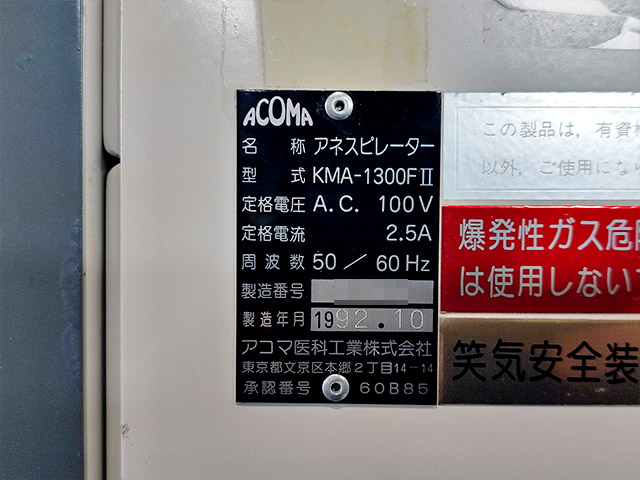 ACOMA
名称 アネスピレーター
型式 KMA-1300FⅡ
定格電圧 A.C. 100V
定格電流 2.5A
周波数 50／60Hz
製造番号
製造年月 1992.10
アコマ医科工業株式会社
東京都文京区本郷2丁目14-14
承認番号 60B85
この製品は，有資格
以外，ご使用になら
爆発性ガス危険
は使用しない
笑気安全装